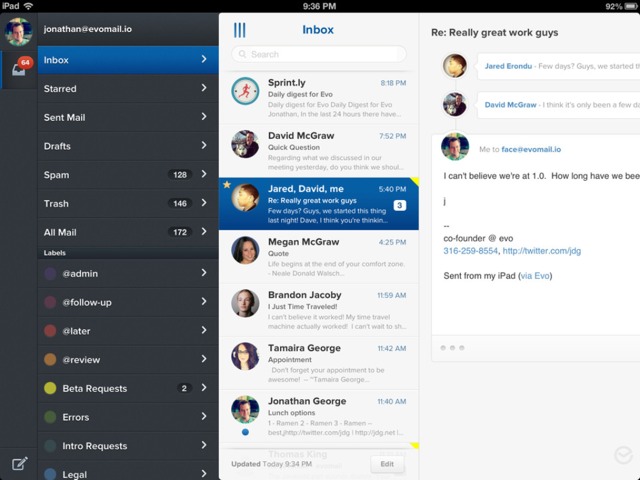 iPad
9:36 PM
92%
jonathan@evomail.io
64
Inbox
Starred
Sent Mail
Drafts
Spam 128
Trash 146
All Mail 172
Labels
@admin
@follow-up
@later
@review
Beta Requests 2
Errors
Intro Requests
Legal
Inbox
Search
Sprint.ly 8:18 PM
Daily digest for Evo
Daily digest for Evo Daily Digest for Evo
Jonathan, In the last 24 hours there have...
David McGraw 7:52 PM
Quick Question
Regarding what we discussed in our
meeting yesterday, do you think we shoul...
Jared, David, me 5:40 PM
Re: Really great work guys
3
Few days? Guys, we started this thing
last night! Dave, I think you're thinkin...
Megan McGraw 4:25 PM
Quote
Life begins at the end of your comfort zone.
- Neale Donald Walsch...
Brandon Jacoby 11:59 AM
I Just Time Traveled!
I can't believe it worked! My time travel
machine actually worked! I can't wait to sh...
Tamaira George 11:42 AM
Appointment
Don't forget your appointment to be
awesome! -- "Tamaira George...
Jonathan George 11:40 AM
Lunch options
1 - Ramen 2 - Ramen 3 - Ramen --
best,jhttp://twitter.com/jdg | http://jdg.net |
Thomas King
Updated Today 9:34 PM
Edit
Re: Really great work guys
Jared Erondu - Few days? Guys, we started this
David McGraw - I think it's only been a few da
Me to face@evomail.io
I can't believe we're at 1.0. How long have we bee
j
--
co-founder @ evo
316-259-8554, http://twitter.com/jdg
Sent from my iPad (via Evo)